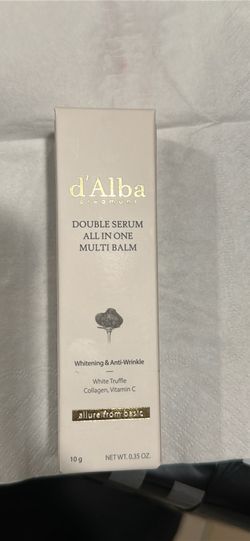 d'Alba
piedmont
DOUBLE SERUM
ALL IN ONE
MULTI BALM
Whitening & Anti-Wrinkle
White Truffle
Collagen, Vitamin C
allure from basic
10 g NET WT. 0.35 OZ.